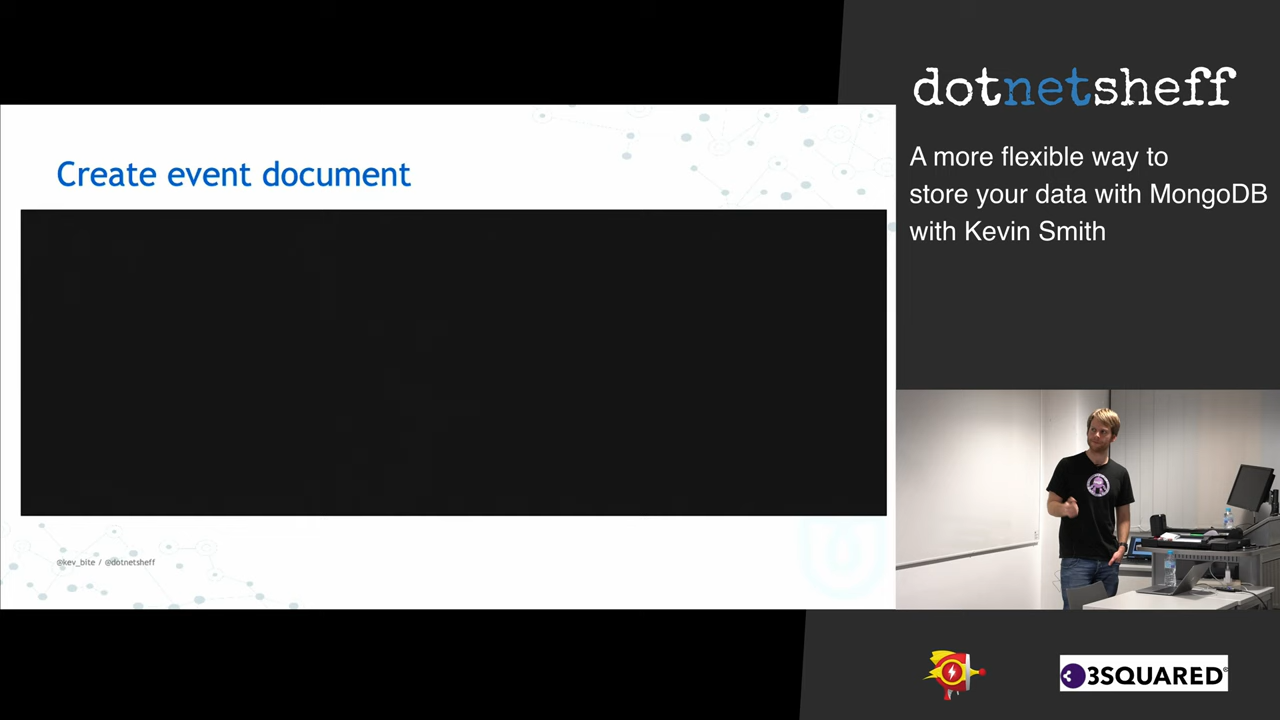 Create event document
@kev_bite / @dotnetsheff
dotnetsheff
A more flexible way to
store your data with MongoDB
with Kevin Smith
3SQUARED